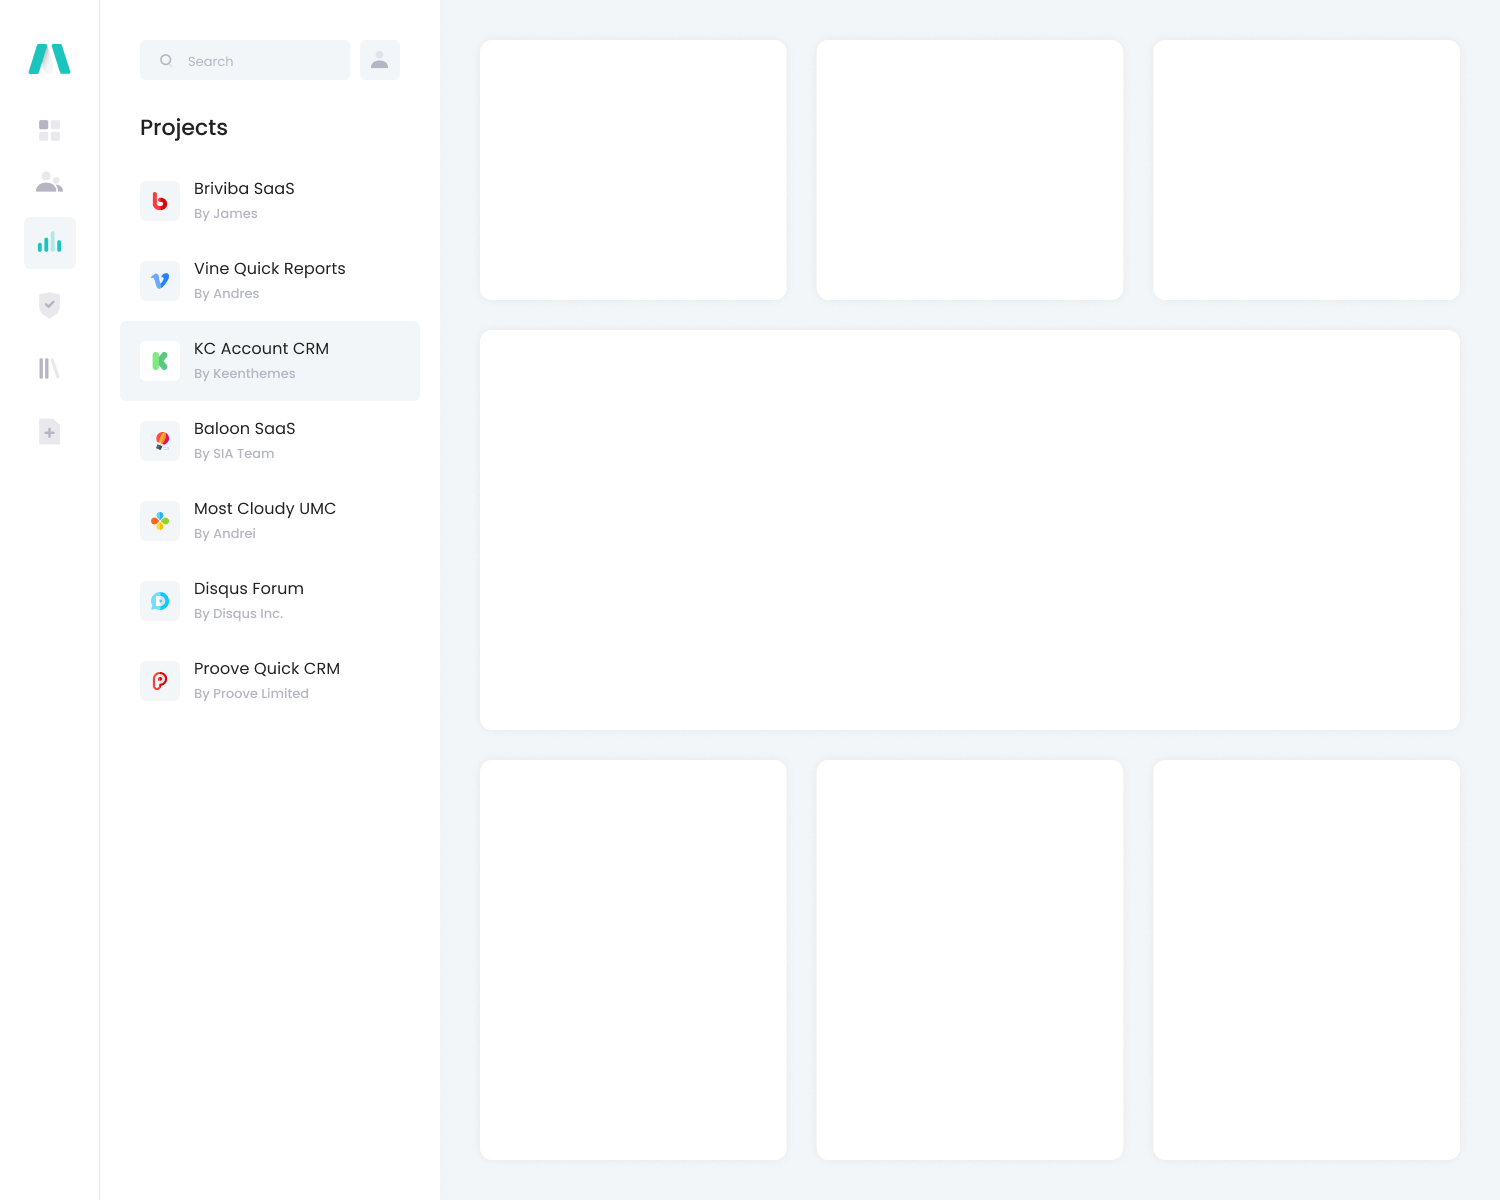 Search
Projects
Briviba SaaS
By James
Vine Quick Reports
By Andres
KC Account CRM
By Keenthemes
Baloon SaaS
By SIA Team
Most Cloudy UMC
By Andrei
Disqus Forum
By Disqus Inc.
Proove Quick CRM
By Proove Limited